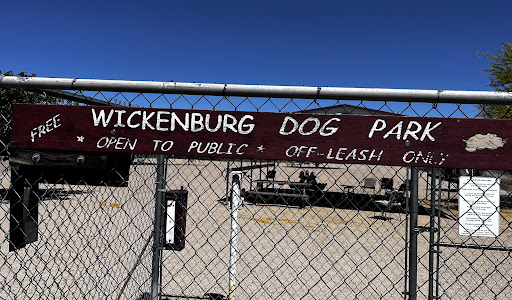 FREE
WICKENBURG DOG PARK
* OPEN TO PUBLIC * OFF-LEASH ONLY